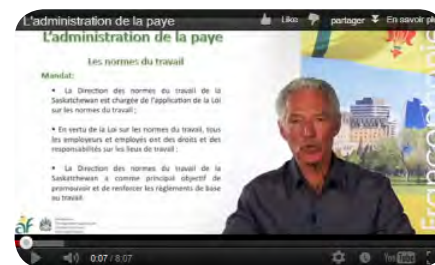 L'administration de la paye
Like partager En savoir plu
L'administration de la paye
Les normes du travail
Mandat:
• La Direction des normes du travail de la
Saskatchewan est chargée de l'application de la Loi
sur les normes du travail ;
• En vertu de la Loi sur les normes du travail, tous
les employeurs et employés ont des droits et des
responsabilités sur les lieux de travail ;
• La Direction des normes du travail de la
Saskatchewan a comme principal objectif de
promouvoir et de renforcer les règlements de base
au travail
Francophonie
af
0:07 / 8:07
YouTube